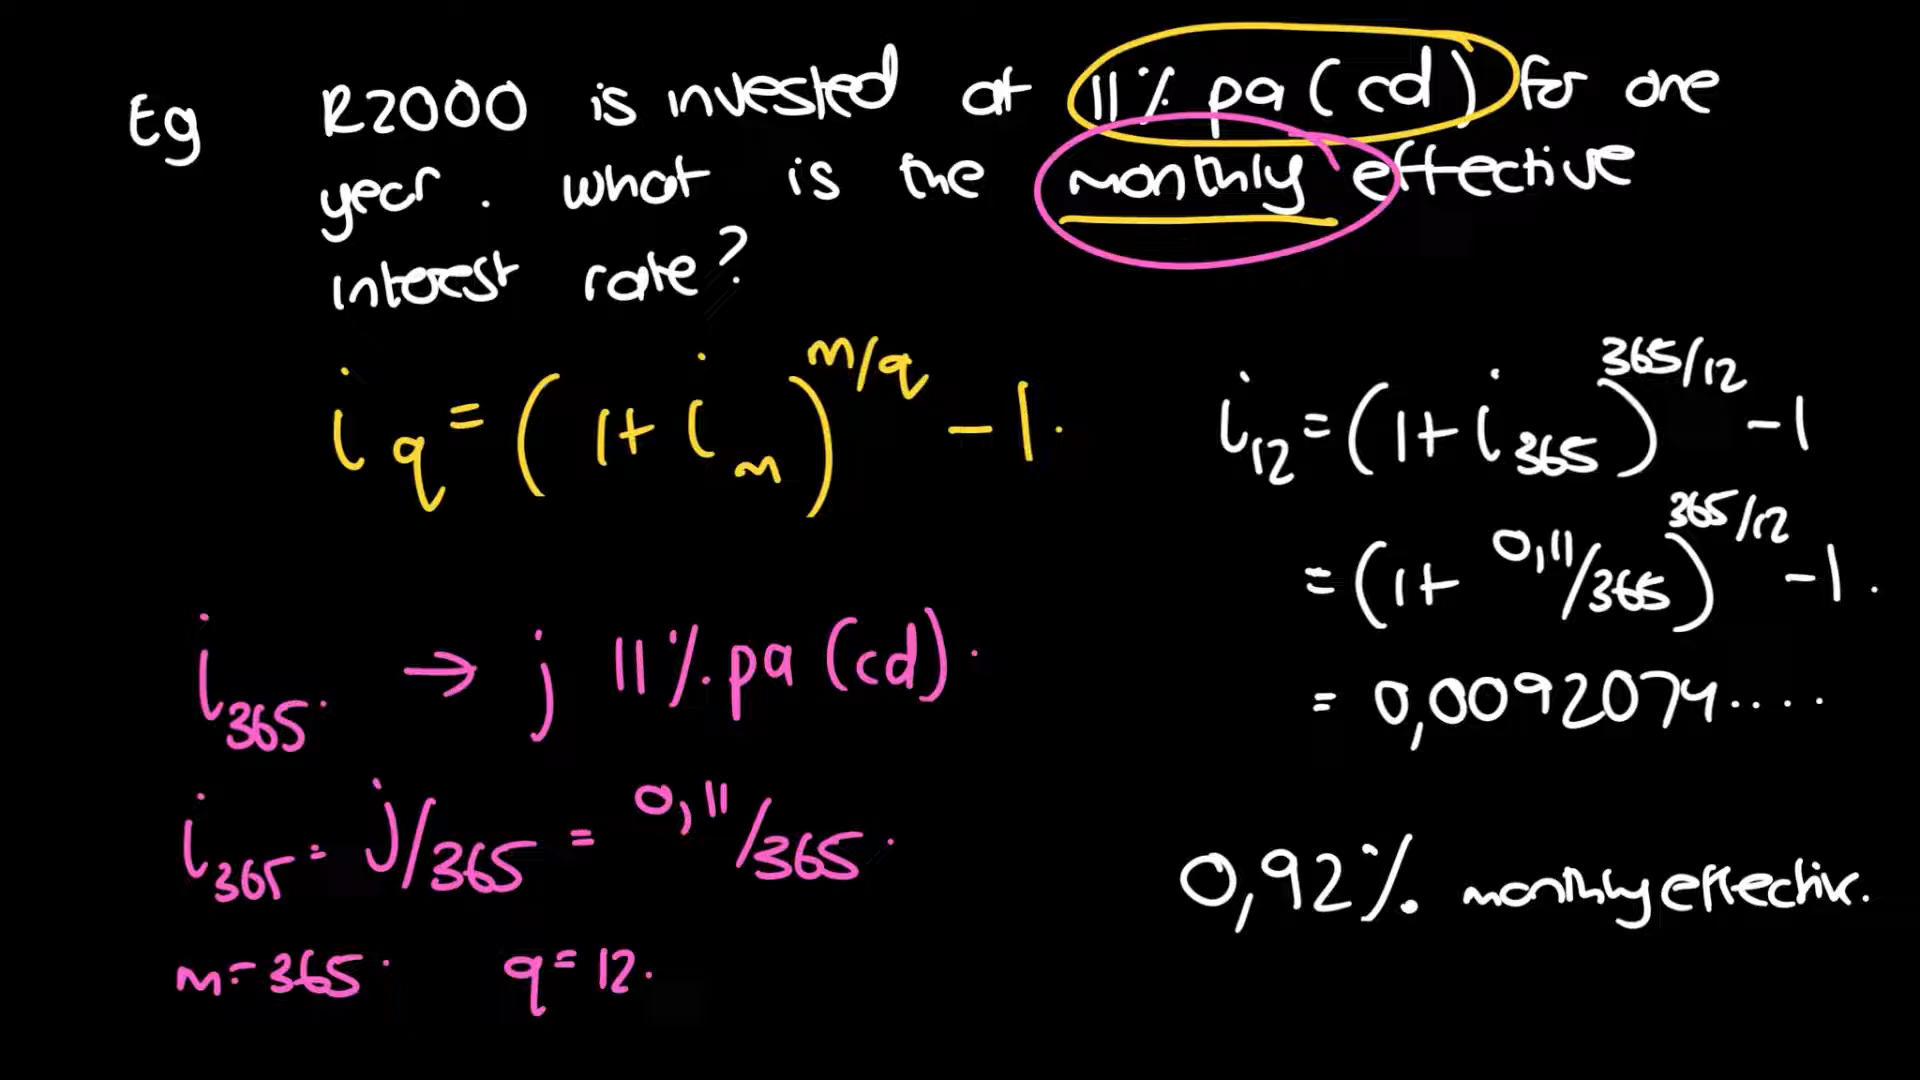 Eg R2000 is invested at 11% pa (cd) for one
year. What is the monthly effective
interest rate?
i_q = (1 + i_m)^{m/q} - 1.
i_365. → j 11%. pa (cd).
i_365 = j/365 = 0,11/365.
m = 365. q = 12.
i_12 = (1 + i_365)^{365/12} - 1
= (1 + 0,11/365)^{365/12} - 1.
= 0,0092074....
0,92%. monthly effective.